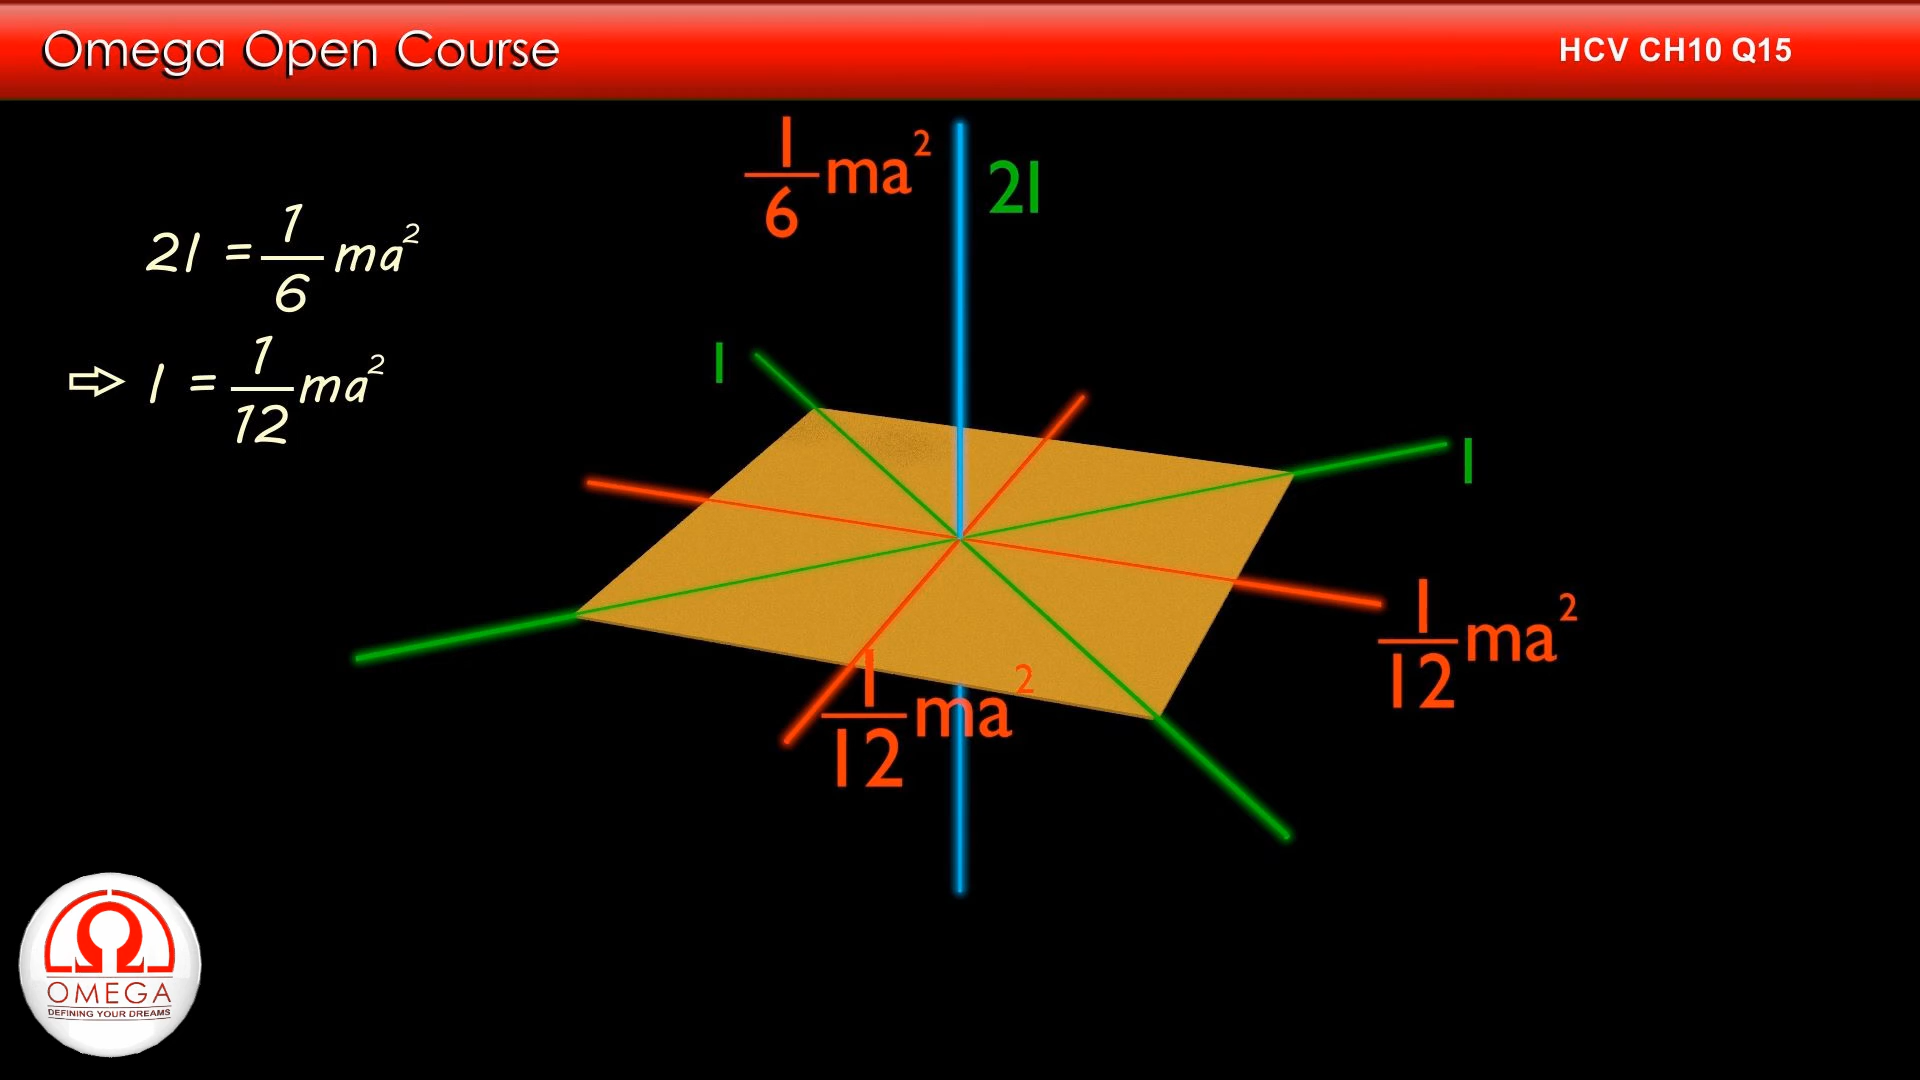 Omega Open Course
HCV CH10 Q15
2I = 1/6 ma²
⇨ I = 1/12 ma²
1/6 ma²
2I
I
I
1/12 ma²
1/12 ma²
OMEGA
DEFINING YOUR DREAMS